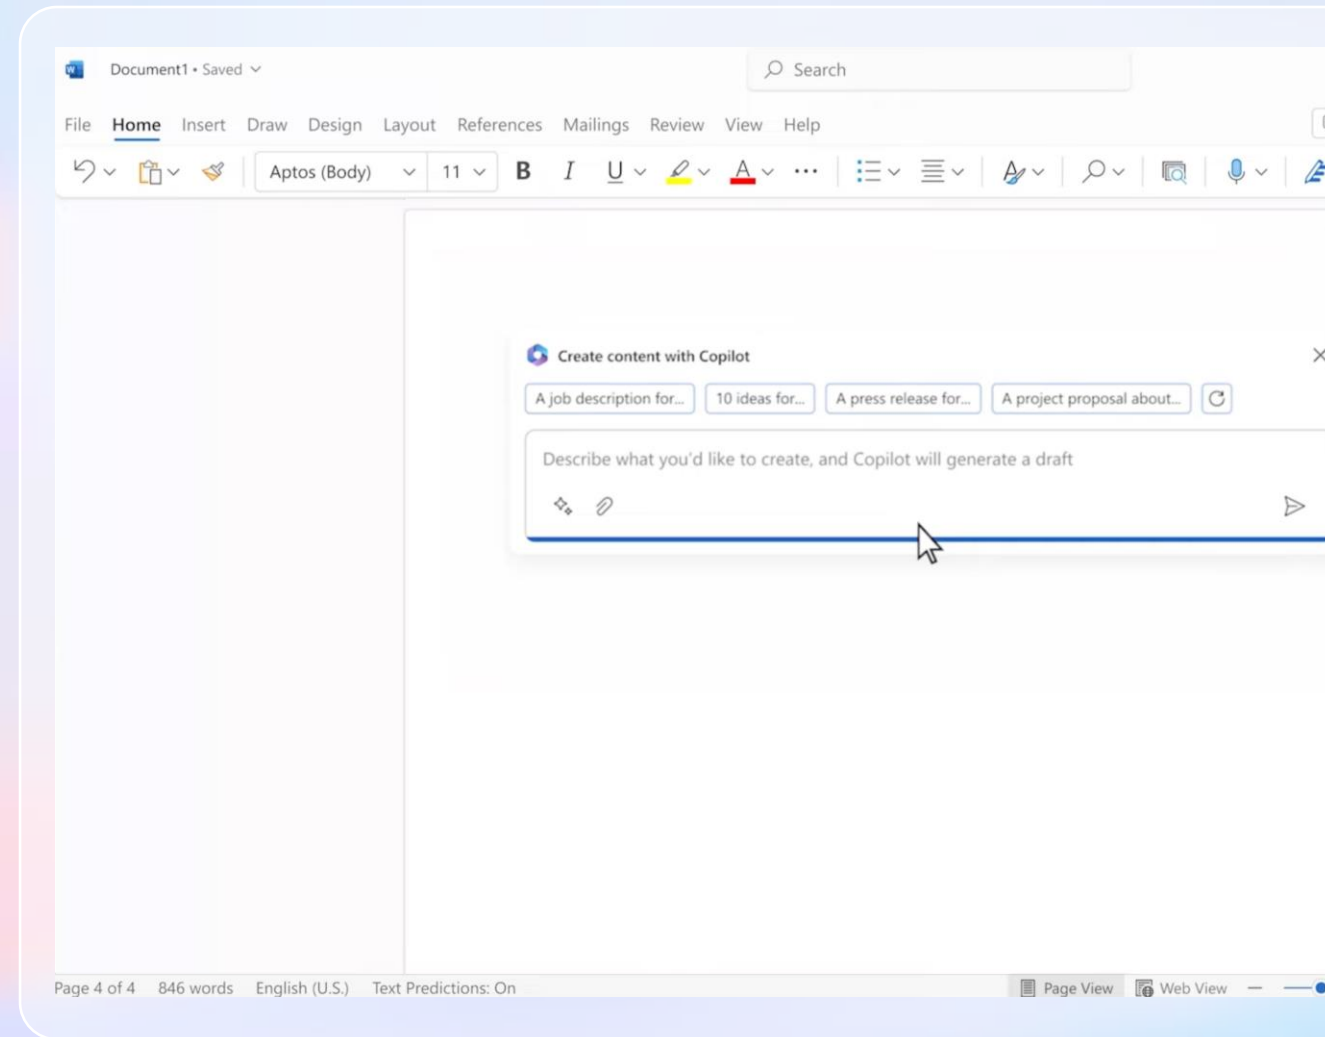 Document1 • Saved
Search
File Home Insert Draw Design Layout References Mailings Review View Help
Aptos (Body) 11 B I U A
Create content with Copilot
A job description for... 10 ideas for... A press release for... A project proposal about...
Describe what you'd like to create, and Copilot will generate a draft
Page 4 of 4 846 words English (U.S.) Text Predictions: On Page View Web View